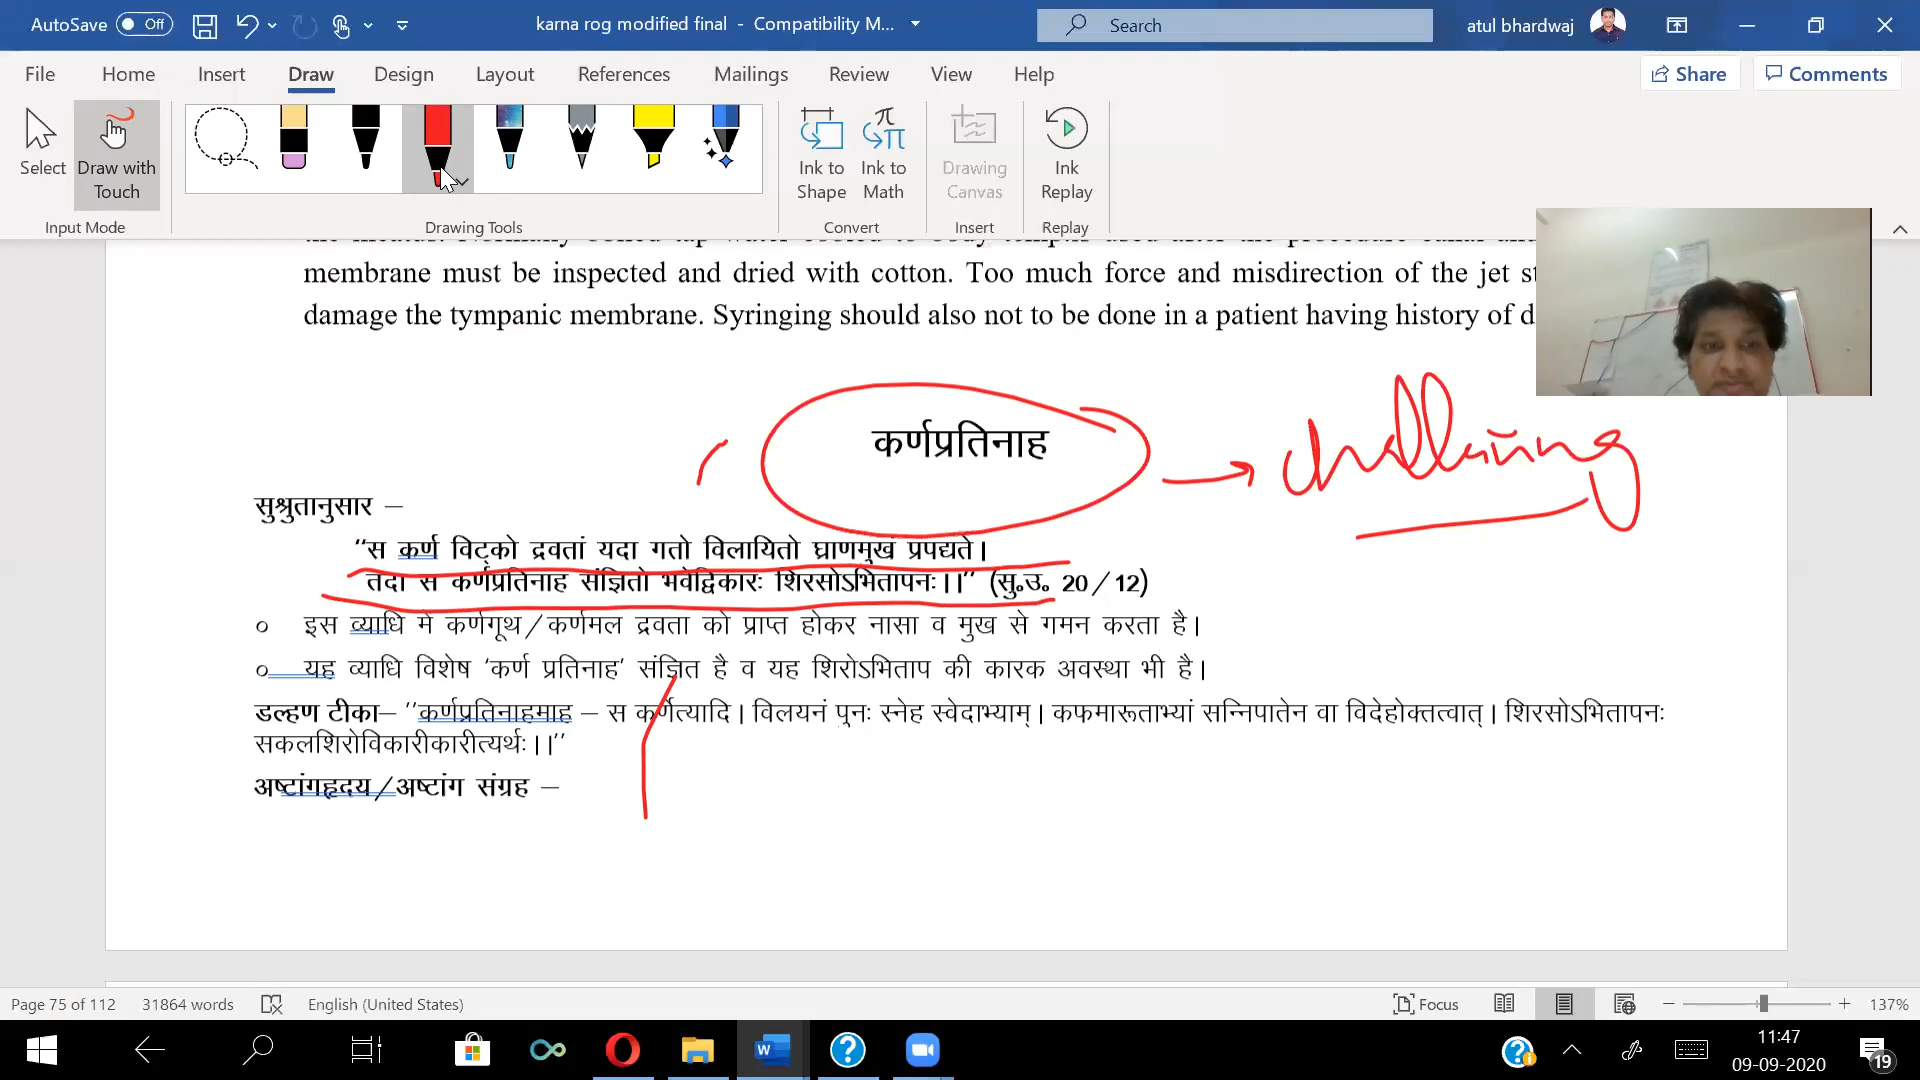 AutoSave Off karna rog modified final - Compatibility M... Search atul bhardwaj
File Home Insert Draw Design Layout References Mailings Review View Help Share Comments
Select Draw with Touch Ink to Shape Ink to Math Drawing Canvas Ink Replay
Input Mode Drawing Tools Convert Insert Replay
membrane must be inspected and dried with cotton. Too much force and misdirection of the jet
damage the tympanic membrane. Syringing should also not to be done in a patient having history of
कर्णप्रतिनाह
सुश्रुतानुसार –
"स कर्ण विट्को द्रवतां यदा गतो विलायितो घ्राणमुखं प्रपद्यते।
तदा स कर्णप्रतिनाह संज्ञितो भवेद्विकारः शिरसोऽभितापनः।।" (सु॰उ॰ 20/12)
० इस व्याधि मे कर्णगूथ/कर्णमल द्रवता को प्राप्त होकर नासा व मुख से गमन करता है।
० यह व्याधि विशेष 'कर्ण प्रतिनाह' संज्ञित है व यह शिरोऽभिताप की कारक अवस्था भी है।
डल्हण टीका– "कर्णप्रतिनाहमाह – स कर्णेत्यादि। विलयनं पुनः स्नेह स्वेदाभ्याम्। कफमारूताभ्यां सन्निपातेन वा विदेहोक्तत्वात्। शिरसोऽभितापनः
सकलशिरोविकारीकारीत्यर्थः।।"
अष्टांगहृदय/अष्टांग संग्रह –
Page 75 of 112 31864 words English (United States) Focus 137%
11:47
09-09-2020
19